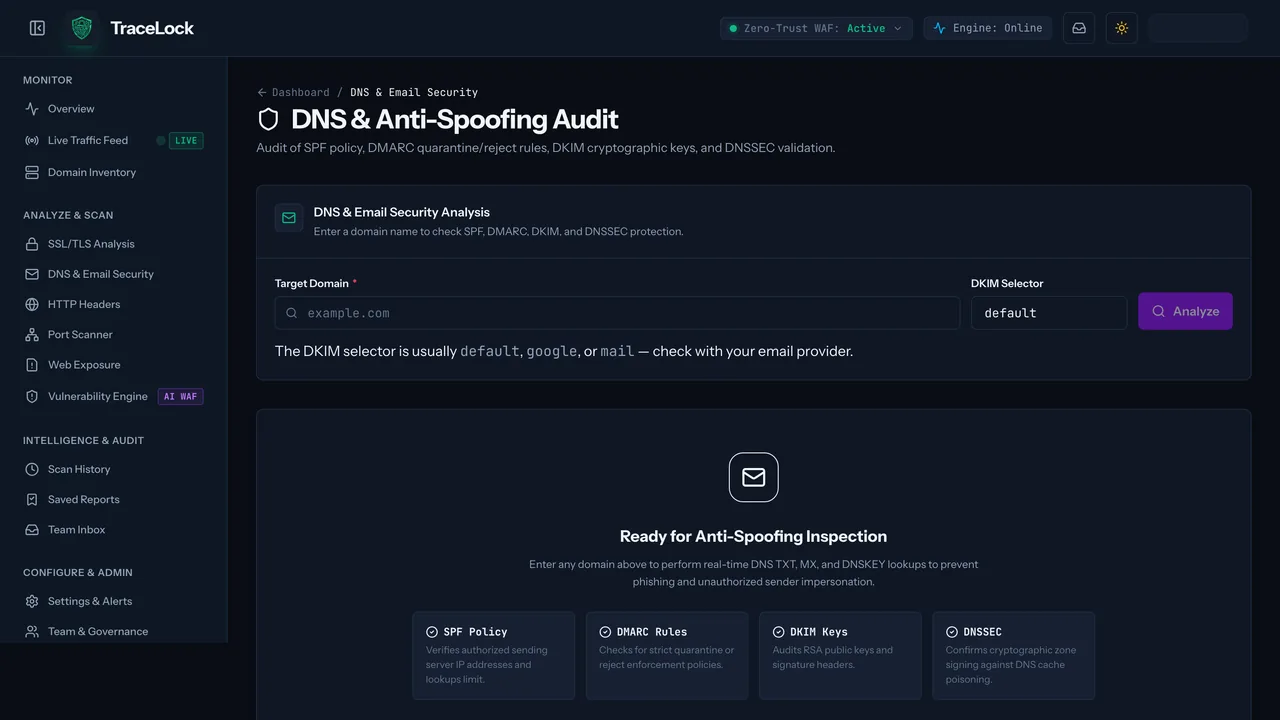 TraceLock
Zero-Trust WAF: Active
Engine: Online
MONITOR
Overview
Live Traffic Feed LIVE
Domain Inventory
ANALYZE & SCAN
SSL/TLS Analysis
DNS & Email Security
HTTP Headers
Port Scanner
Web Exposure
Vulnerability Engine AI WAF
INTELLIGENCE & AUDIT
Scan History
Saved Reports
Team Inbox
CONFIGURE & ADMIN
Settings & Alerts
Team & Governance
← Dashboard / DNS & Email Security
DNS & Anti-Spoofing Audit
Audit of SPF policy, DMARC quarantine/reject rules, DKIM cryptographic keys, and DNSSEC validation.
DNS & Email Security Analysis
Enter a domain name to check SPF, DMARC, DKIM, and DNSSEC protection.
Target Domain *
example.com
DKIM Selector
default
Analyze
The DKIM selector is usually default, google, or mail — check with your email provider.
Ready for Anti-Spoofing Inspection
Enter any domain above to perform real-time DNS TXT, MX, and DNSKEY lookups to prevent
phishing and unauthorized sender impersonation.
SPF Policy
Verifies authorized sending
server IP addresses and
lookups limit.
DMARC Rules
Checks for strict quarantine or
reject enforcement policies.
DKIM Keys
Audits RSA public keys and
signature headers.
DNSSEC
Confirms cryptographic zone
signing against DNS cache
poisoning.